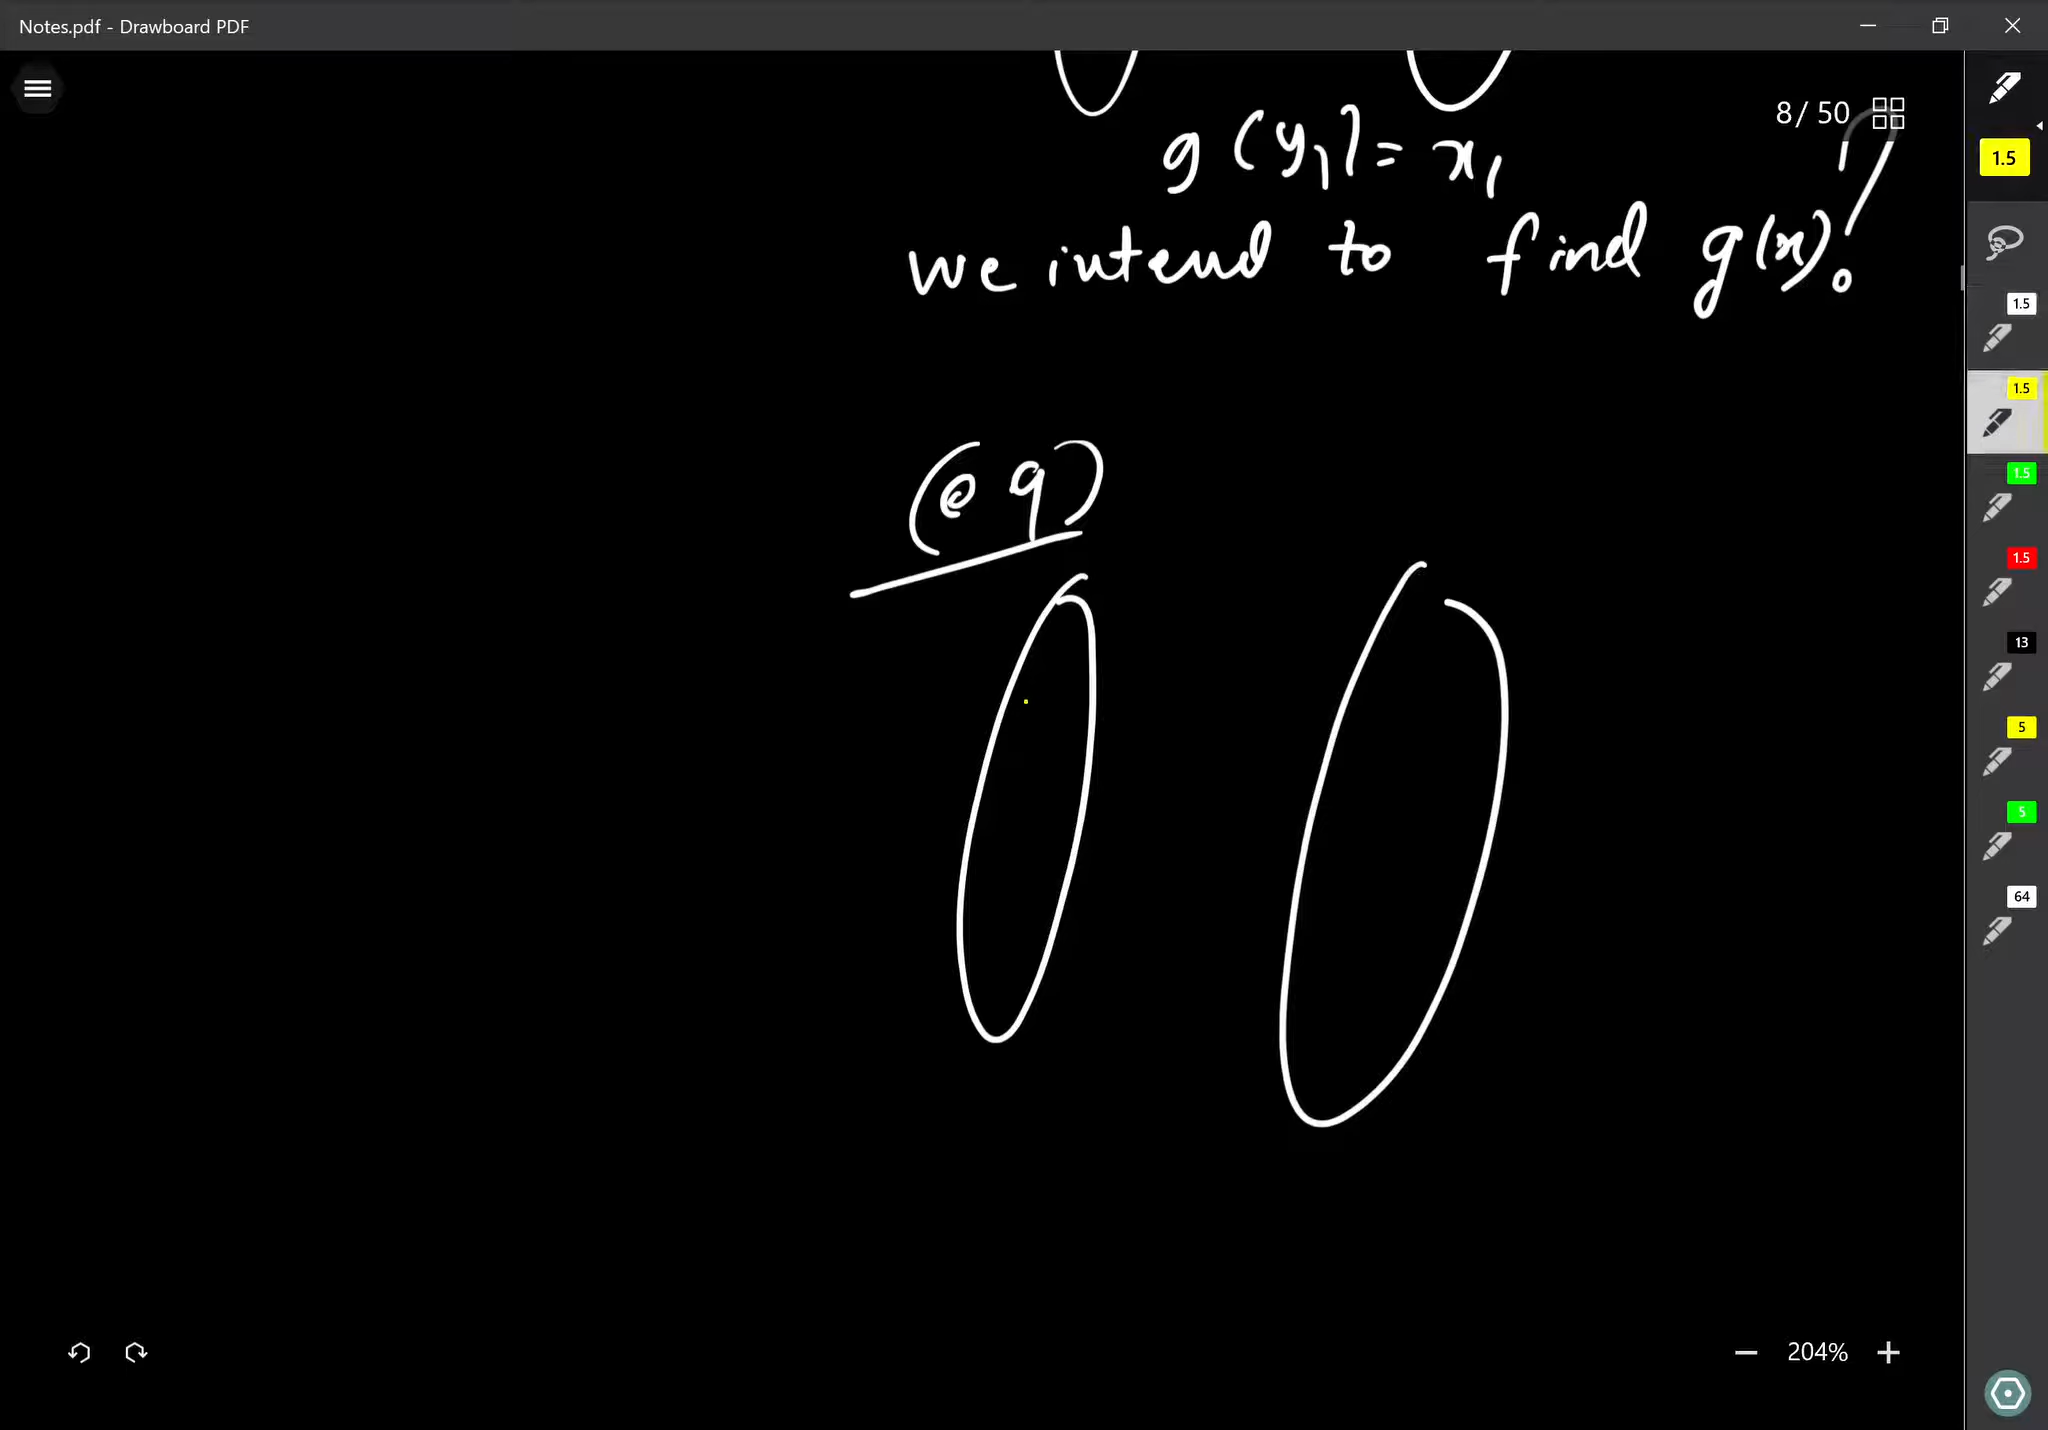 Notes.pdf - Drawboard PDF
8 / 50
g(y₁) = x₁
we intend to find g(x)?
(@ q)
1.5
1.5
1.5
1.5
1.5
13
5
5
64
204%